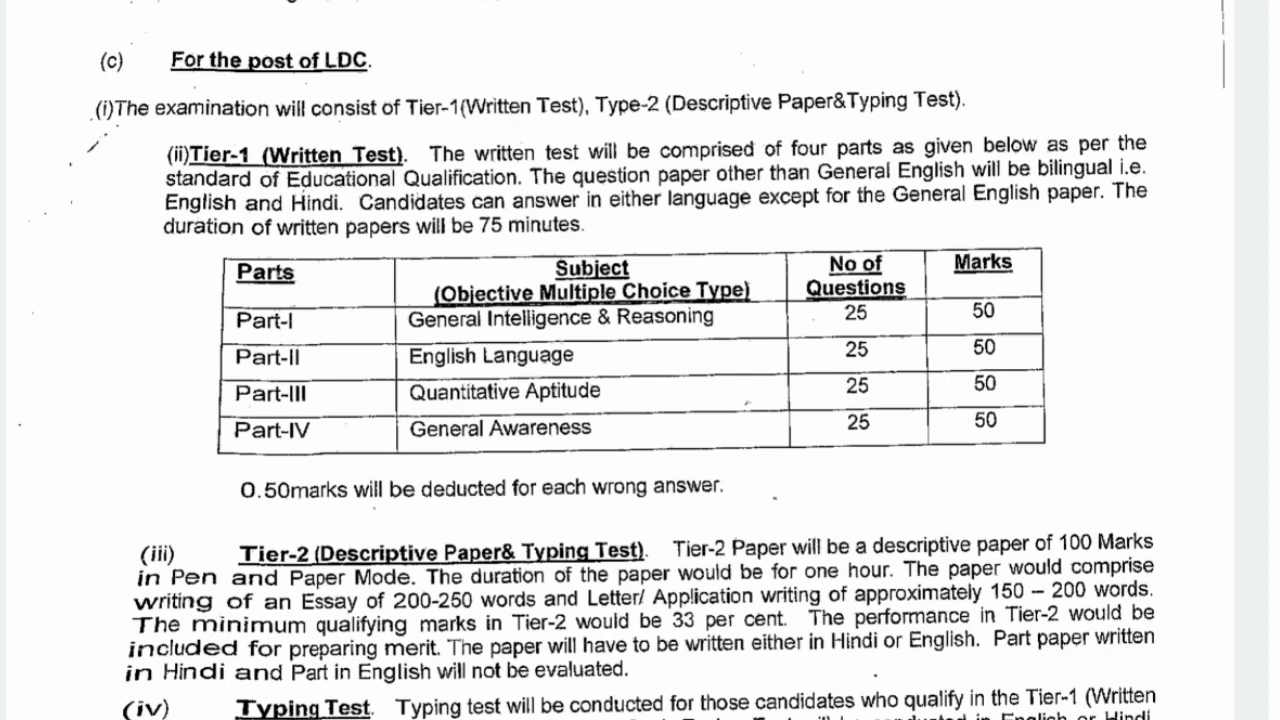 (c) For the post of LDC.
(i)The examination will consist of Tier-1(Written Test), Type-2 (Descriptive Paper&Typing Test).
(ii)Tier-1 (Written Test). The written test will be comprised of four parts as given below as per the
standard of Educational Qualification. The question paper other than General English will be bilingual i.e.
English and Hindi. Candidates can answer in either language except for the General English paper. The
duration of written papers will be 75 minutes.
Parts Subject (Objective Multiple Choice Type) No of Questions Marks
Part-I General Intelligence & Reasoning 25 50
Part-II English Language 25 50
Part-III Quantitative Aptitude 25 50
Part-IV General Awareness 25 50
0.50marks will be deducted for each wrong answer.
(iii) Tier-2 (Descriptive Paper& Typing Test). Tier-2 Paper will be a descriptive paper of 100 Marks
in Pen and Paper Mode. The duration of the paper would be for one hour. The paper would comprise
writing of an Essay of 200-250 words and Letter/ Application writing of approximately 150 – 200 words.
The minimum qualifying marks in Tier-2 would be 33 per cent. The performance in Tier-2 would be
included for preparing merit. The paper will have to be written either in Hindi or English. Part paper written
in Hindi and Part in English will not be evaluated.
(iv) Typing Test. Typing test will be conducted for those candidates who qualify in the Tier-1 (Written
in English or Hindi